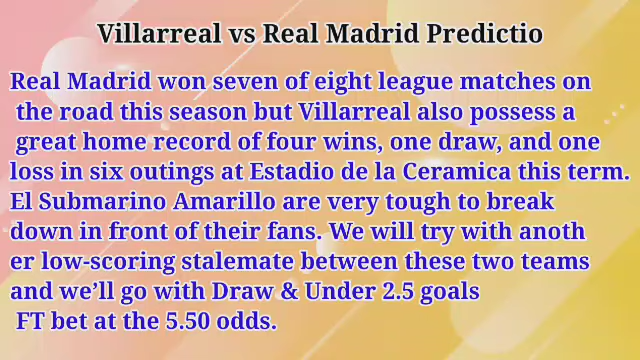 Villarreal vs Real Madrid Predictio
Real Madrid won seven of eight league matches on
the road this season but Villarreal also possess a
great home record of four wins, one draw, and one
loss in six outings at Estadio de la Ceramica this term.
El Submarino Amarillo are very tough to break
down in front of their fans. We will try with anoth
er low-scoring stalemate between these two teams
and we’ll go with Draw & Under 2.5 goals
FT bet at the 5.50 odds.